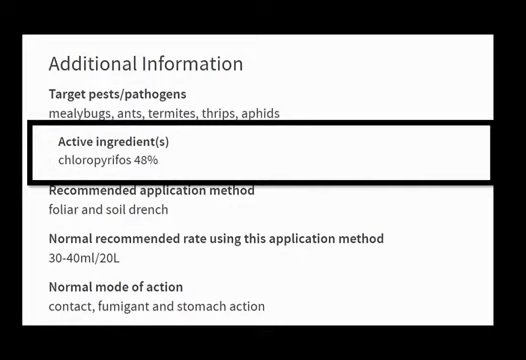 Additional Information
Target pests/pathogens
mealybugs, ants, termites, thrips, aphids
Active ingredient(s)
chloropyrifos 48%
Recommended application method
foliar and soil drench
Normal recommended rate using this application method
30-40ml/20L
Normal mode of action
contact, fumigant and stomach action